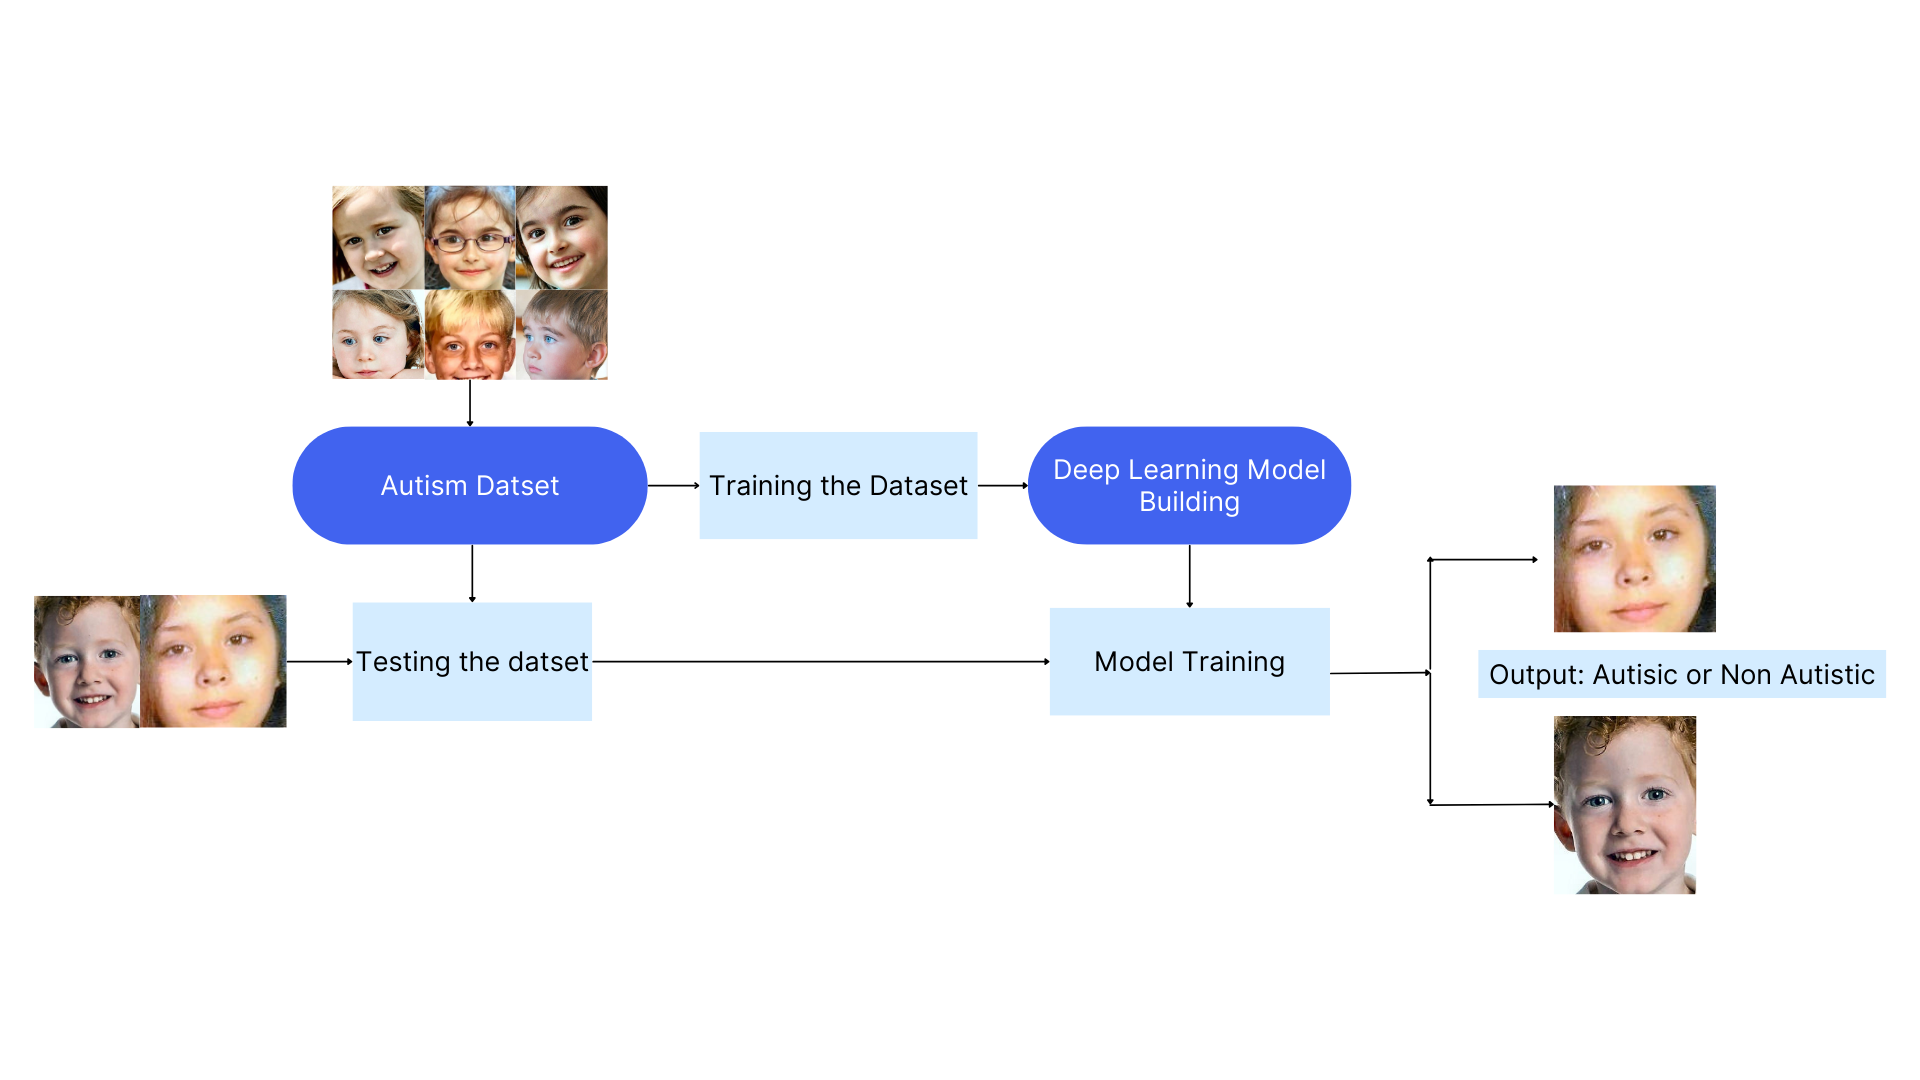 Autism Datset
Training the Dataset
Deep Learning Model
Building
Testing the datset
Model Training
Output: Autisic or Non Autistic